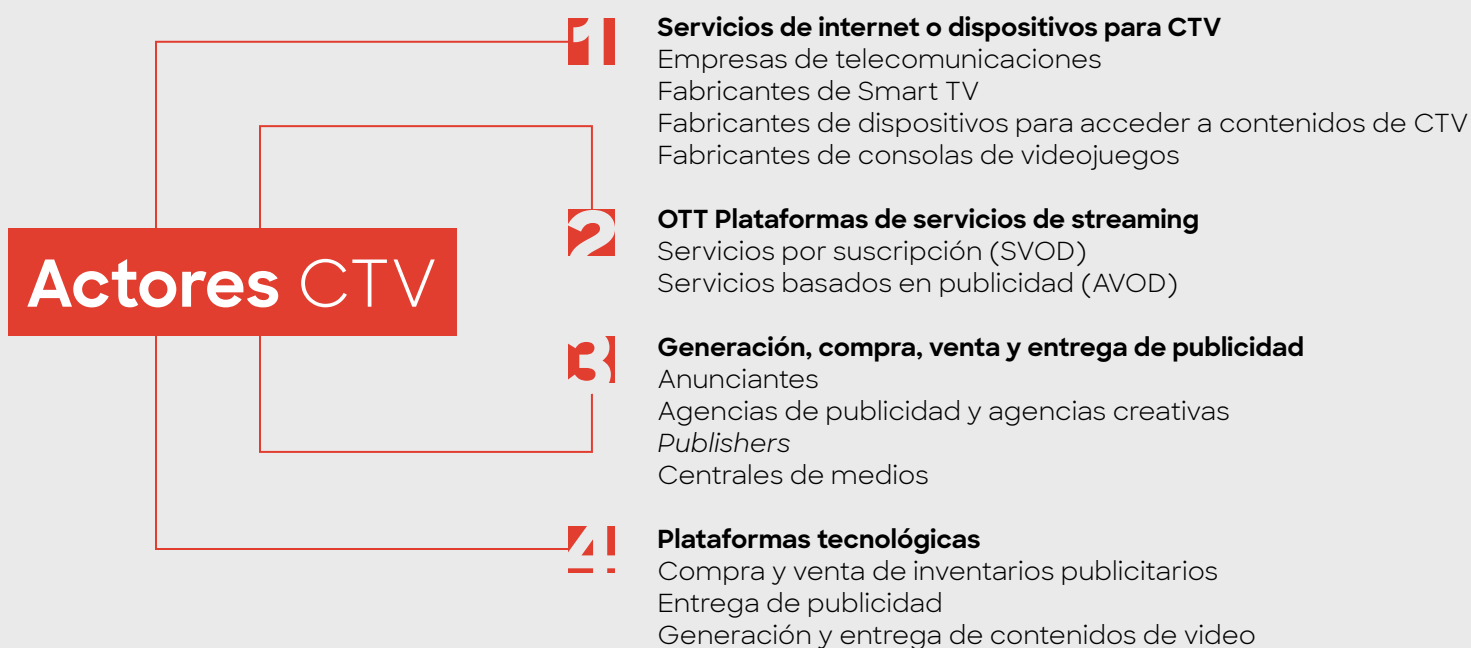 Actores CTV
1
Servicios de internet o dispositivos para CTV
Empresas de telecomunicaciones
Fabricantes de Smart TV
Fabricantes de dispositivos para acceder a contenidos de CTV
Fabricantes de consolas de videojuegos
2
OTT Plataformas de servicios de streaming
Servicios por suscripción (SVOD)
Servicios basados en publicidad (AVOD)
3
Generación, compra, venta y entrega de publicidad
Anunciantes
Agencias de publicidad y agencias creativas
Publishers
Centrales de medios
4
Plataformas tecnológicas
Compra y venta de inventarios publicitarios
Entrega de publicidad
Generación y entrega de contenidos de video